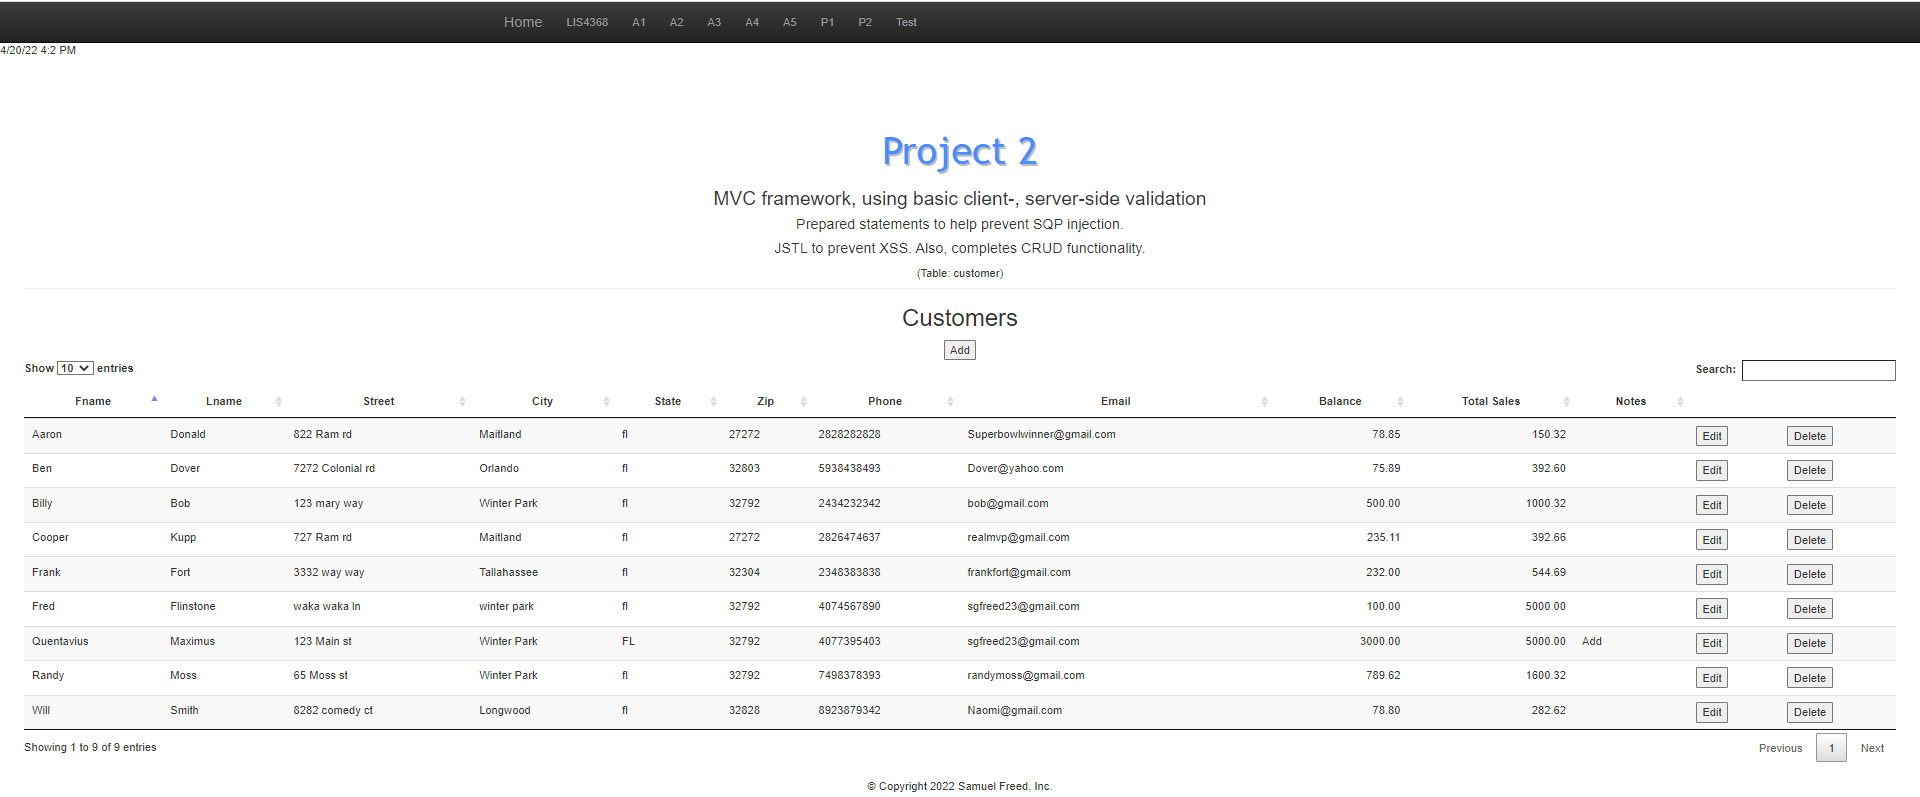 Home LIS4368 A1 A2 A3 A4 A5 P1 P2 Test
4/20/22 4:2 PM
Project 2
MVC framework, using basic client-, server-side validation
Prepared statements to help prevent SQP injection.
JSTL to prevent XSS. Also, completes CRUD functionality.
(Table: customer)
Customers
Add
Show 10 entries Search:
Fname Lname Street City State Zip Phone Email Balance Total Sales Notes
Aaron Donald 822 Ram rd Maitland fl 27272 2828282828 Superbowlwinner@gmail.com 78.85 150.32 Edit Delete
Ben Dover 7272 Colonial rd Orlando fl 32803 5938438493 Dover@yahoo.com 75.89 392.60 Edit Delete
Billy Bob 123 mary way Winter Park fl 32792 2434232342 bob@gmail.com 500.00 1000.32 Edit Delete
Cooper Kupp 727 Ram rd Maitland fl 27272 2826474637 realmvp@gmail.com 235.11 392.66 Edit Delete
Frank Fort 3332 way way Tallahassee fl 32304 2348383838 frankfort@gmail.com 232.00 544.69 Edit Delete
Fred Flinstone waka waka ln winter park fl 32792 4074567890 sgfreed23@gmail.com 100.00 5000.00 Edit Delete
Quentavius Maximus 123 Main st Winter Park FL 32792 4077395403 sgfreed23@gmail.com 3000.00 5000.00 Add Edit Delete
Randy Moss 65 Moss st Winter Park fl 32792 7498378393 randymoss@gmail.com 789.62 1600.32 Edit Delete
Will Smith 8282 comedy ct Longwood fl 32828 8923879342 Naomi@gmail.com 78.80 282.62 Edit Delete
Showing 1 to 9 of 9 entries Previous 1 Next
© Copyright 2022 Samuel Freed, Inc.